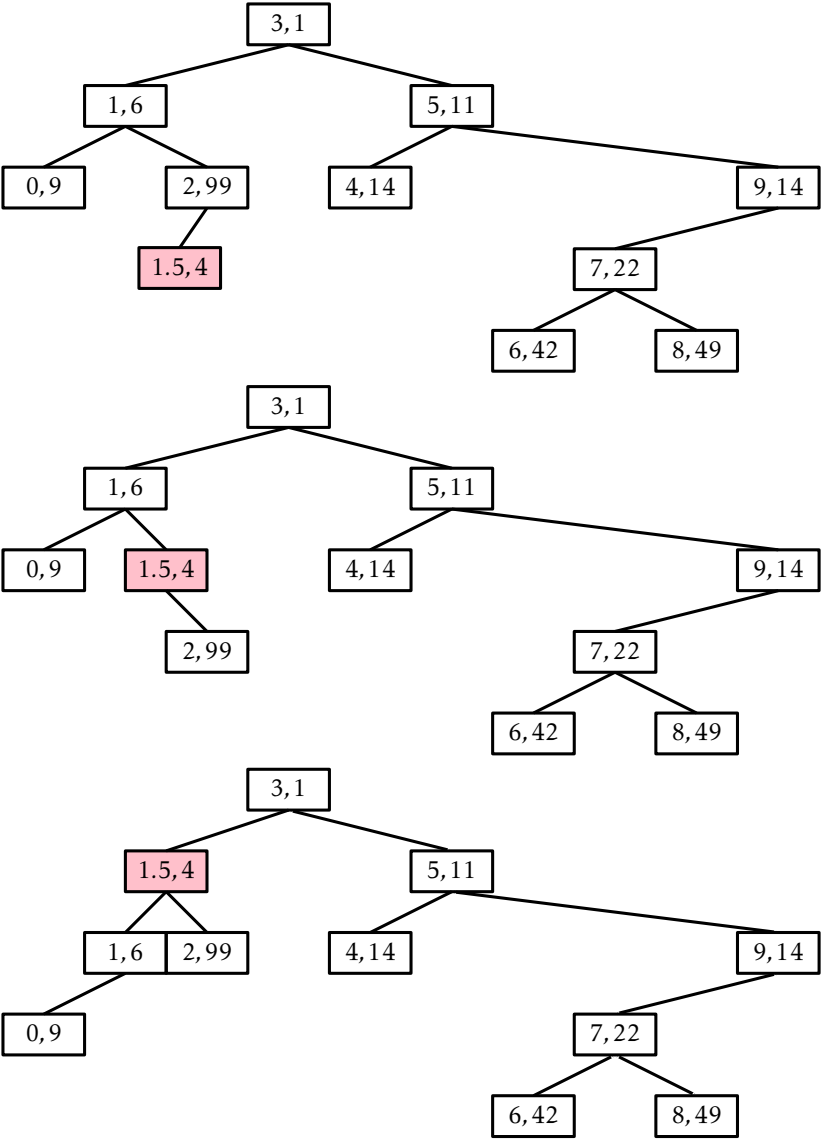 3, 1
1, 6 5, 11
0, 9 2, 99 4, 14 9, 14
1.5, 4 7, 22
6, 42 8, 49
3, 1
1, 6 5, 11
0, 9 1.5, 4 4, 14 9, 14
2, 99 7, 22
6, 42 8, 49
3, 1
1.5, 4 5, 11
1, 6 2, 99 4, 14 9, 14
0, 9 7, 22
6, 42 8, 49